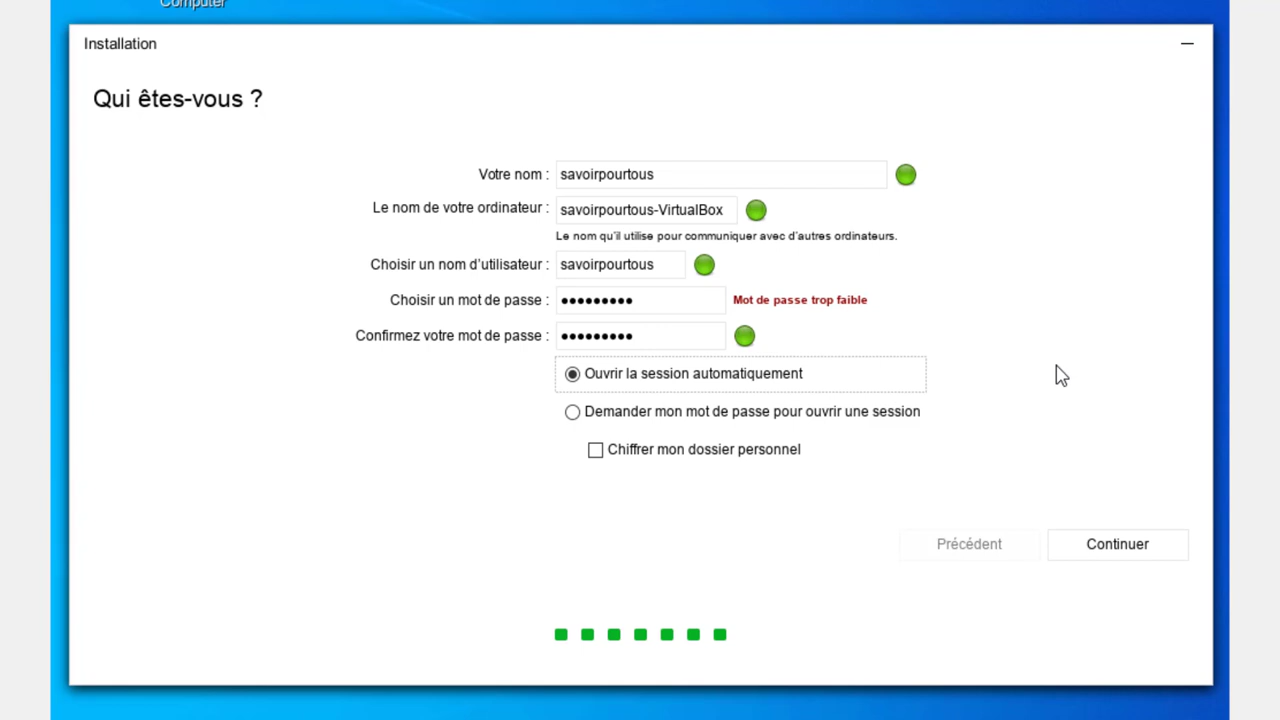 Computer
Installation
Qui êtes-vous ?
Votre nom : savoirpourtous
Le nom de votre ordinateur : savoirpourtous-VirtualBox
Le nom qu'il utilise pour communiquer avec d'autres ordinateurs.
Choisir un nom d'utilisateur : savoirpourtous
Choisir un mot de passe : ●●●●●●●●● Mot de passe trop faible
Confirmez votre mot de passe : ●●●●●●●●●
Ouvrir la session automatiquement
Demander mon mot de passe pour ouvrir une session
Chiffrer mon dossier personnel
Précédent Continuer